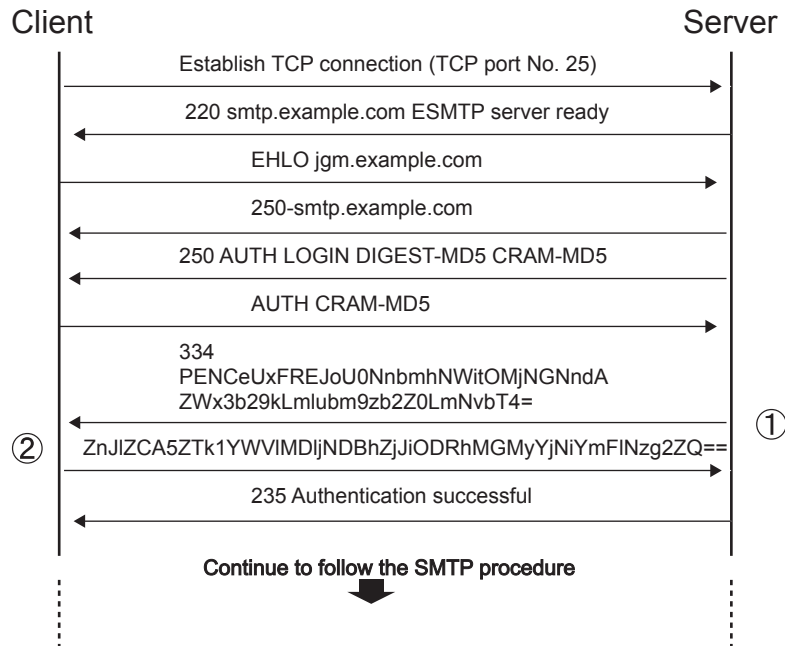 Client
Server
Establish TCP connection (TCP port No. 25)
220 smtp.example.com ESMTP server ready
EHLO jgm.example.com
250-smtp.example.com
250 AUTH LOGIN DIGEST-MD5 CRAM-MD5
AUTH CRAM-MD5
334
PENCeUxFREJoU0NnbmhNWitOMjNGNndA
ZWx3b29kLmlubm9zb2Z0LmNvbT4=
①
②
ZnJlZCA5ZTk1YWVlMDljNDBhZjJiODRhMGMyYjNiYmFlNzg2ZQ==
235 Authentication successful
Continue to follow the SMTP procedure